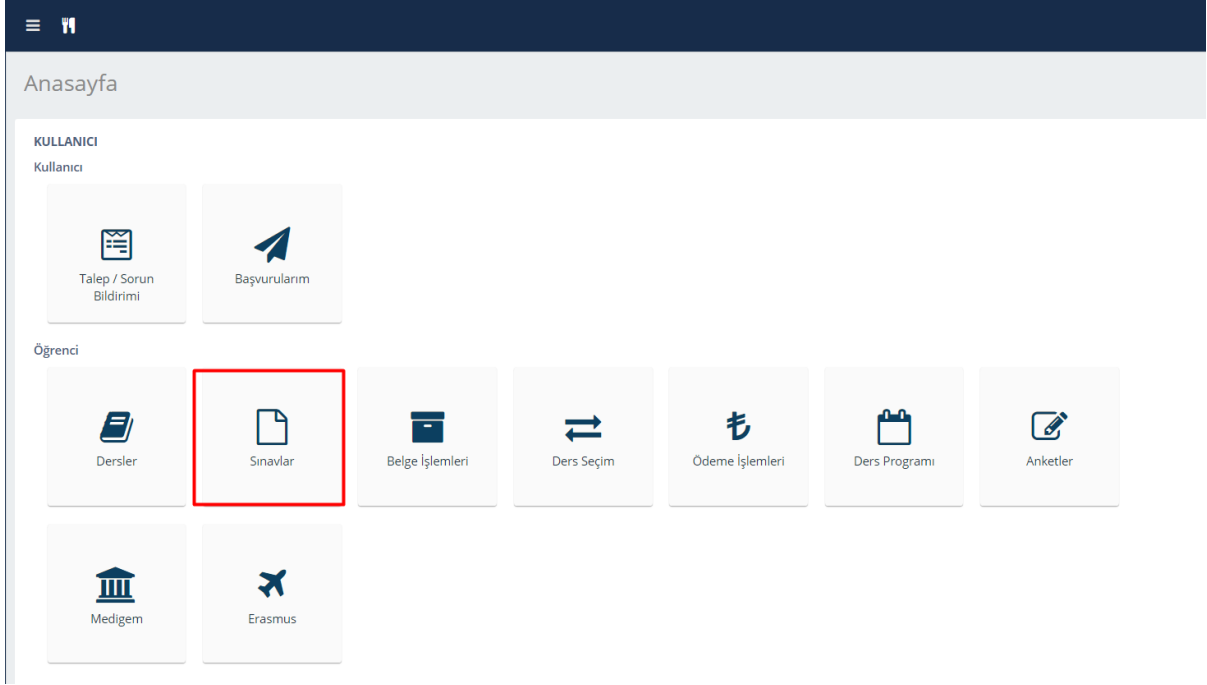 Anasayfa
KULLANICI
Kullanıcı
Talep / Sorun
Bildirimi
Başvurularım
Öğrenci
Dersler
Sınavlar
Belge İşlemleri
Ders Seçim
Ödeme İşlemleri
Ders Programı
Anketler
Medigem
Erasmus